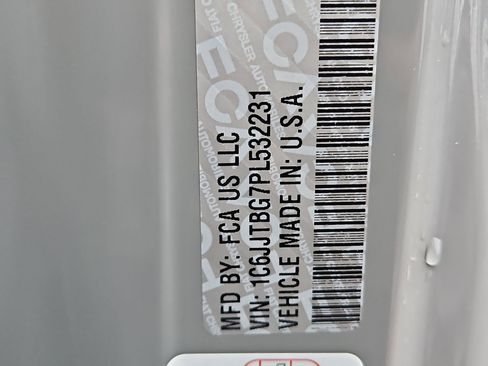 MFD BY: FCA US LLC
VIN: 1C6JJTBG7PL532231
VEHICLE MADE IN: U.S.A.